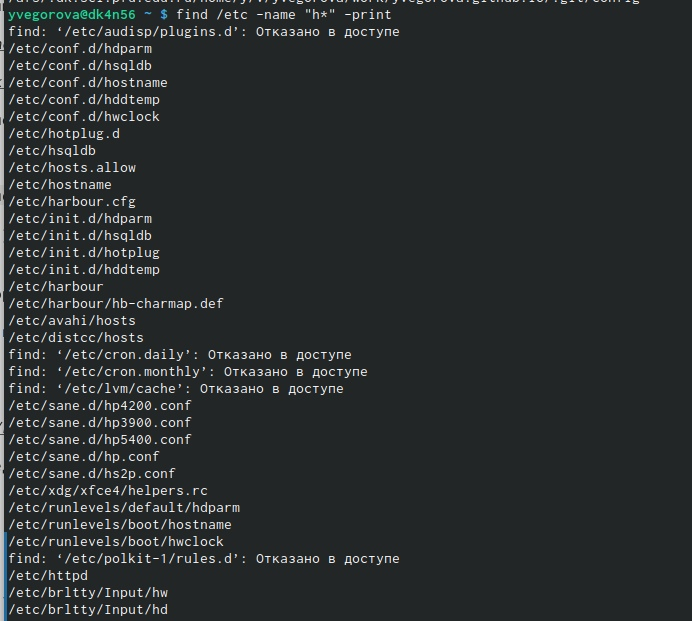 yvegorova@dk4n56 ~ $ find /etc -name "h*" -print
find: ‘/etc/audisp/plugins.d’: Отказано в доступе
/etc/conf.d/hdparm
/etc/conf.d/hsqldb
/etc/conf.d/hostname
/etc/conf.d/hddtemp
/etc/conf.d/hwclock
/etc/hotplug.d
/etc/hsqldb
/etc/hosts.allow
/etc/hostname
/etc/harbour.cfg
/etc/init.d/hdparm
/etc/init.d/hsqldb
/etc/init.d/hotplug
/etc/init.d/hddtemp
/etc/harbour
/etc/harbour/hb-charmap.def
/etc/avahi/hosts
/etc/distcc/hosts
find: ‘/etc/cron.daily’: Отказано в доступе
find: ‘/etc/cron.monthly’: Отказано в доступе
find: ‘/etc/lvm/cache’: Отказано в доступе
/etc/sane.d/hp4200.conf
/etc/sane.d/hp3900.conf
/etc/sane.d/hp5400.conf
/etc/sane.d/hp.conf
/etc/sane.d/hs2p.conf
/etc/xdg/xfce4/helpers.rc
/etc/runlevels/default/hdparm
/etc/runlevels/boot/hostname
/etc/runlevels/boot/hwclock
find: ‘/etc/polkit-1/rules.d’: Отказано в доступе
/etc/httpd
/etc/brltty/Input/hw
/etc/brltty/Input/hd